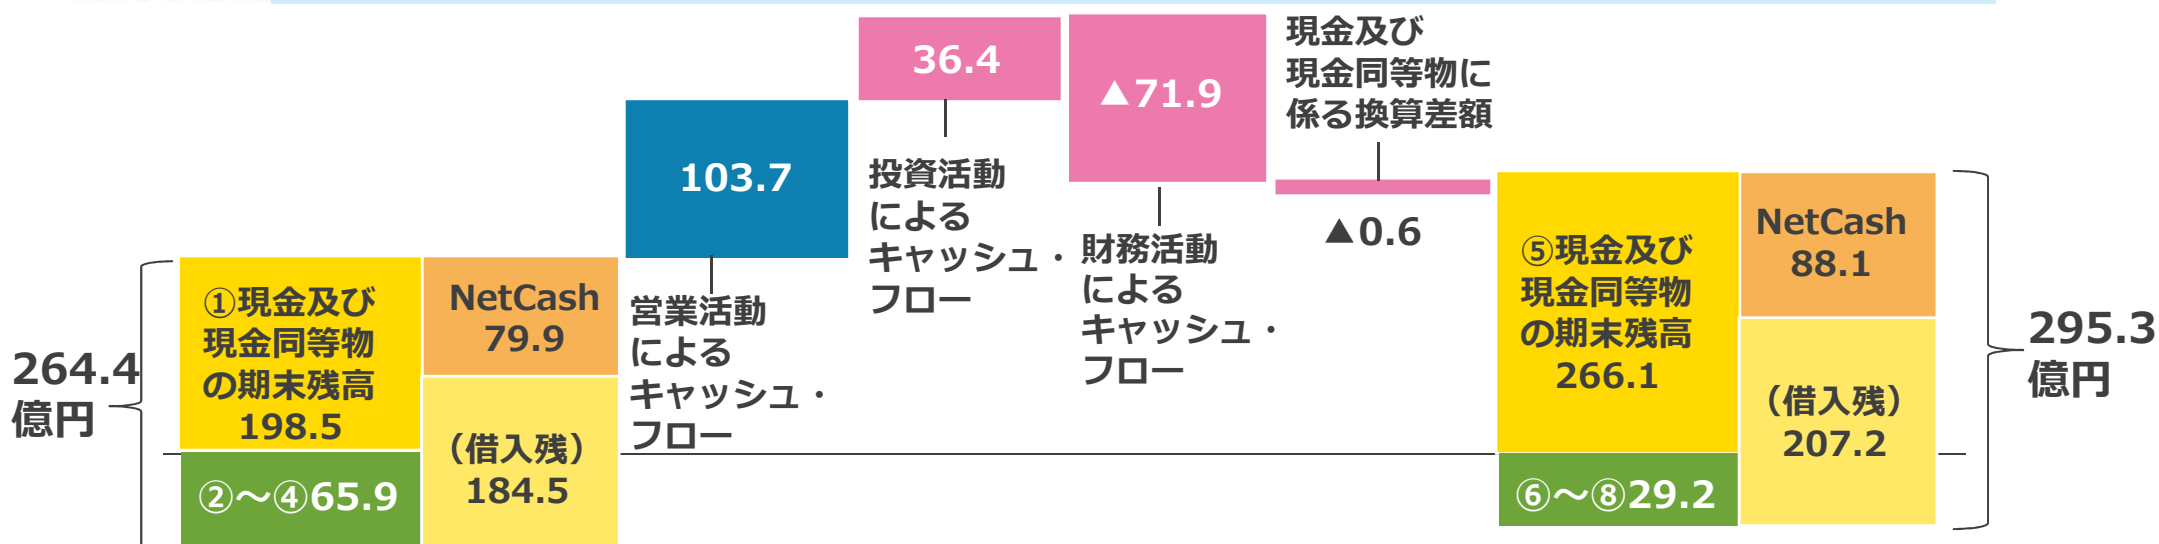 264.4
億円
①現金及び
現金同等物
の期末残高
198.5
②～④65.9
NetCash
79.9
（借入残）
184.5
103.7
営業活動
による
キャッシュ・
フロー
36.4
投資活動
による
キャッシュ・
フロー
▲71.9
財務活動
による
キャッシュ・
フロー
現金及び
現金同等物に
係る換算差額
▲0.6
⑤現金及び
現金同等物
の期末残高
266.1
⑥～⑧29.2
NetCash
88.1
（借入残）
207.2
295.3
億円